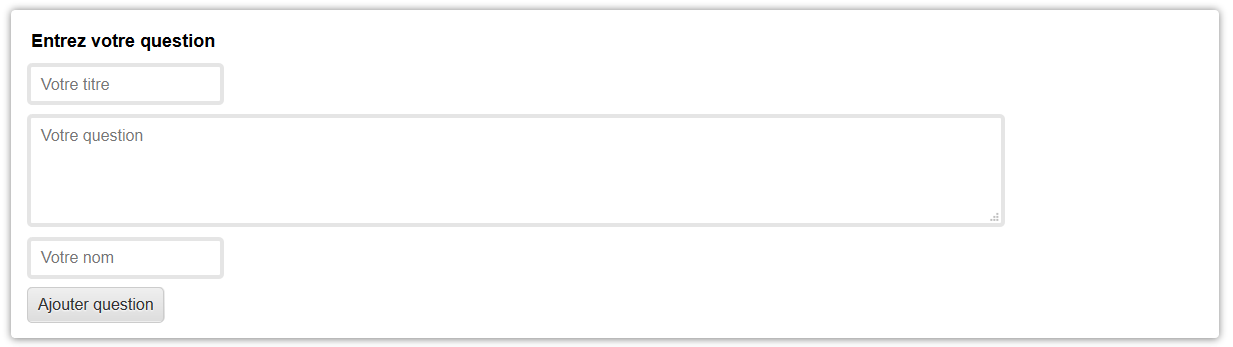 Entrez votre question
Votre titre
Votre question
Votre nom
Ajouter question